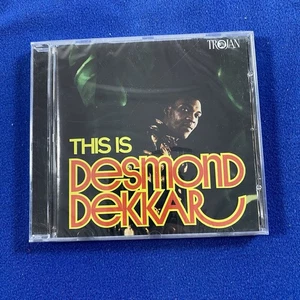 TROJAN
THIS IS
DESMOND
DEKKAR